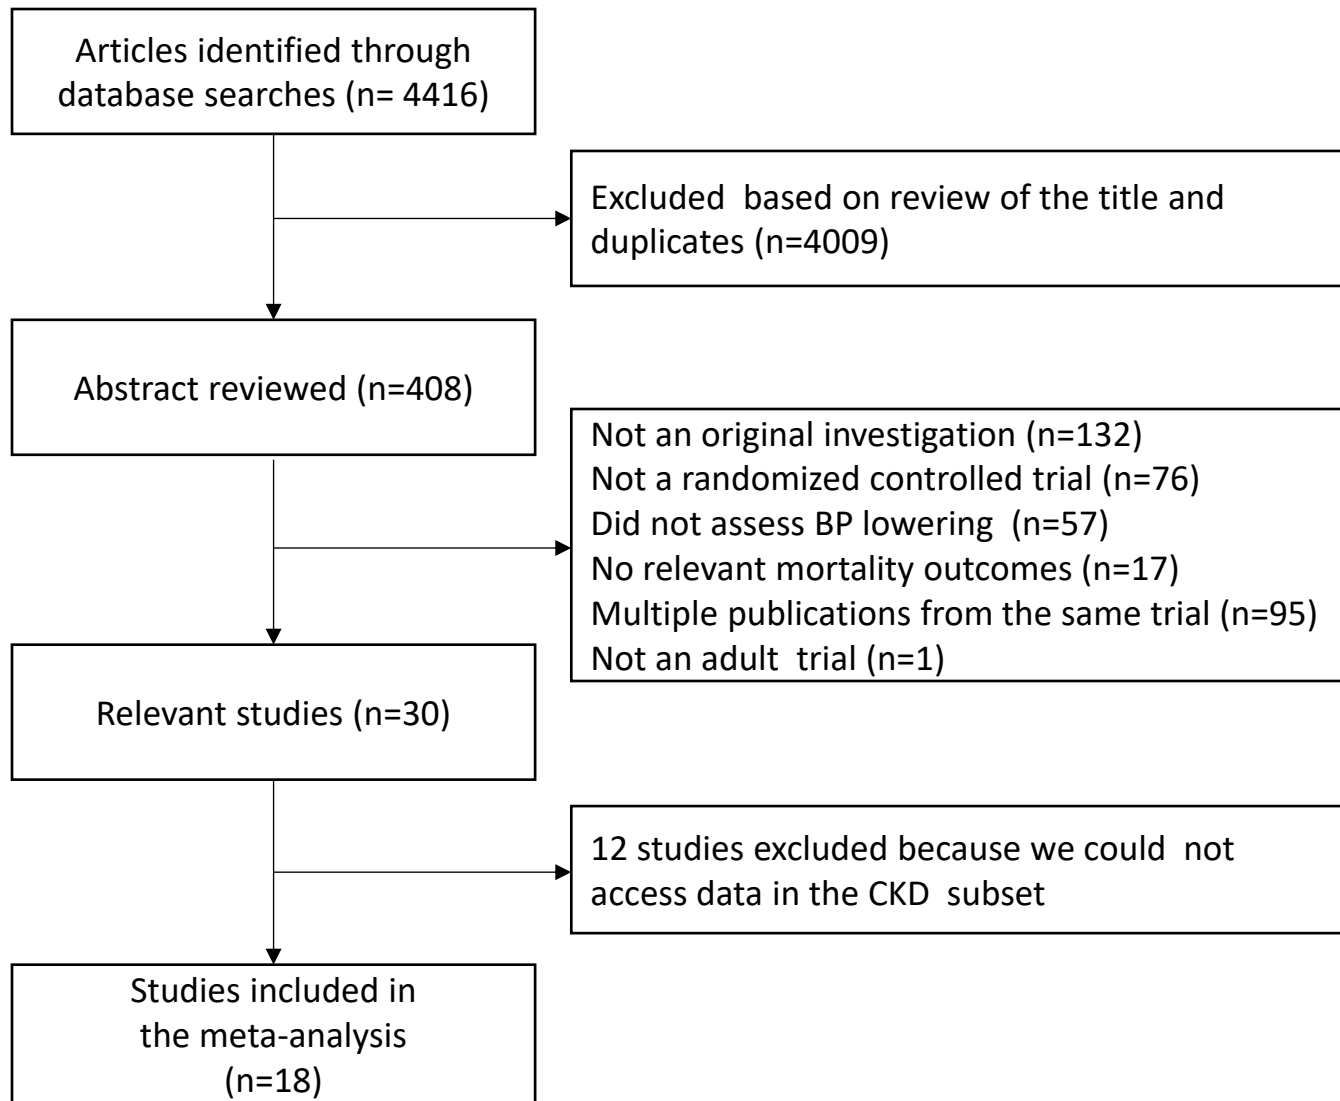 Articles identified through
database searches (n= 4416)
Excluded  based on review of the title and
duplicates (n=4009)
Abstract reviewed (n=408)
Not an original investigation (n=132)
Not a randomized controlled trial (n=76)
Did not assess BP lowering  (n=57)
No relevant mortality outcomes (n=17)
Multiple publications from the same trial (n=95)
Not an adult  trial (n=1)
Relevant studies (n=30)
12 studies excluded because we could  not
access data in the CKD  subset
Studies included in
the meta-analysis
(n=18)